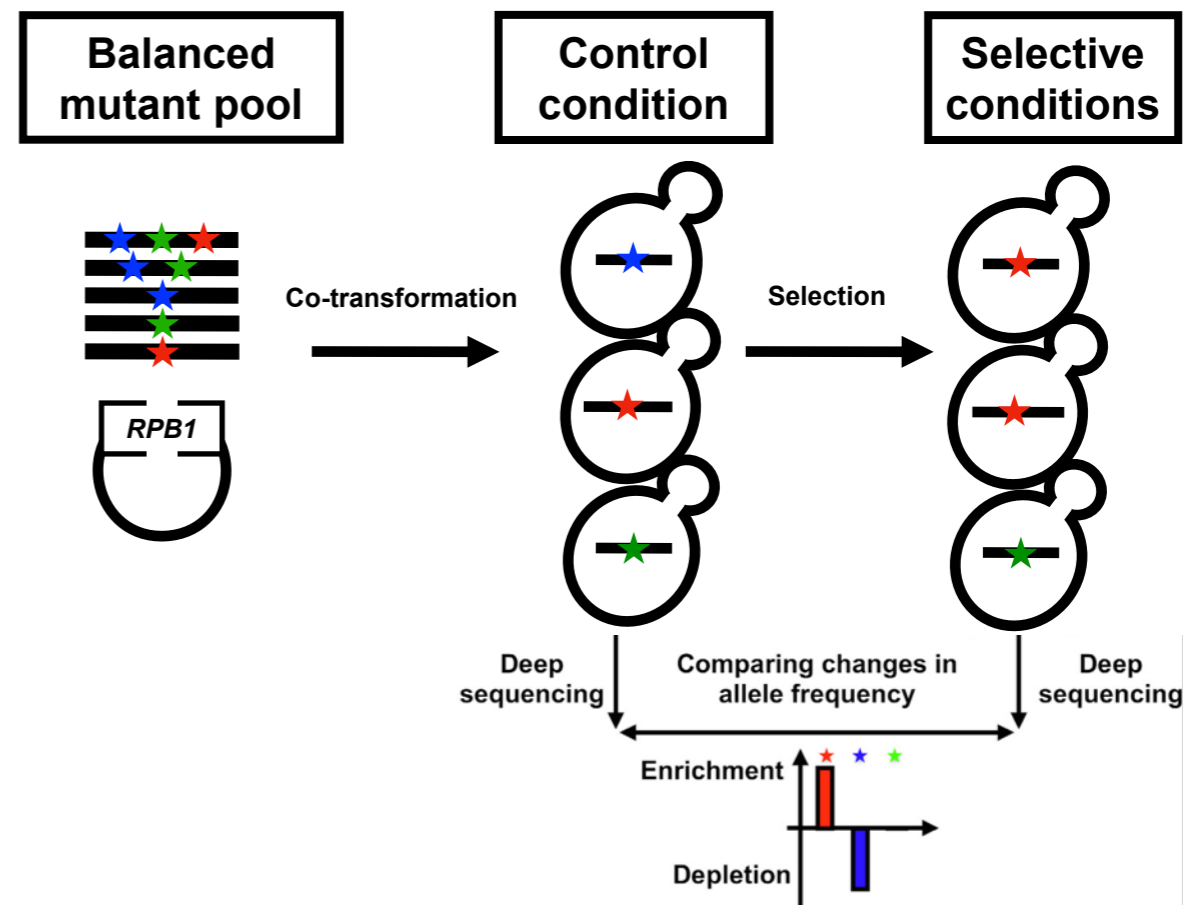 Balanced
mutant pool
Control
condition
Selective
conditions
Co-transformation
Selection
RPB1
Deep
sequencing
Comparing changes in
allele frequency
Deep
sequencing
Enrichment
Depletion